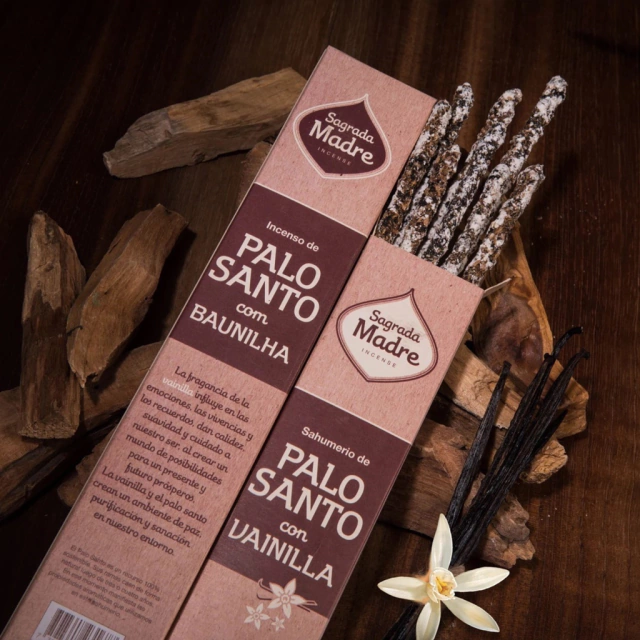 Sagrada
Madre
INCENSE
Incenso de
PALO
SANTO
com
BAUNILHA
La fragancia de la
vainilla influye en las
emociones, las vivencias y
los recuerdos, dan calidez,
suavidad y cuidado a
nuestro ser, al crear un
mundo de posibilidades
para un presente y
futuro próspero.
La vainilla y el palo santo
crean un ambiente de paz,
purificación y sanación
en nuestro entorno.
Sagrada
Madre
INCENSE
Sahumerio de
PALO
SANTO
con
VAINILLA